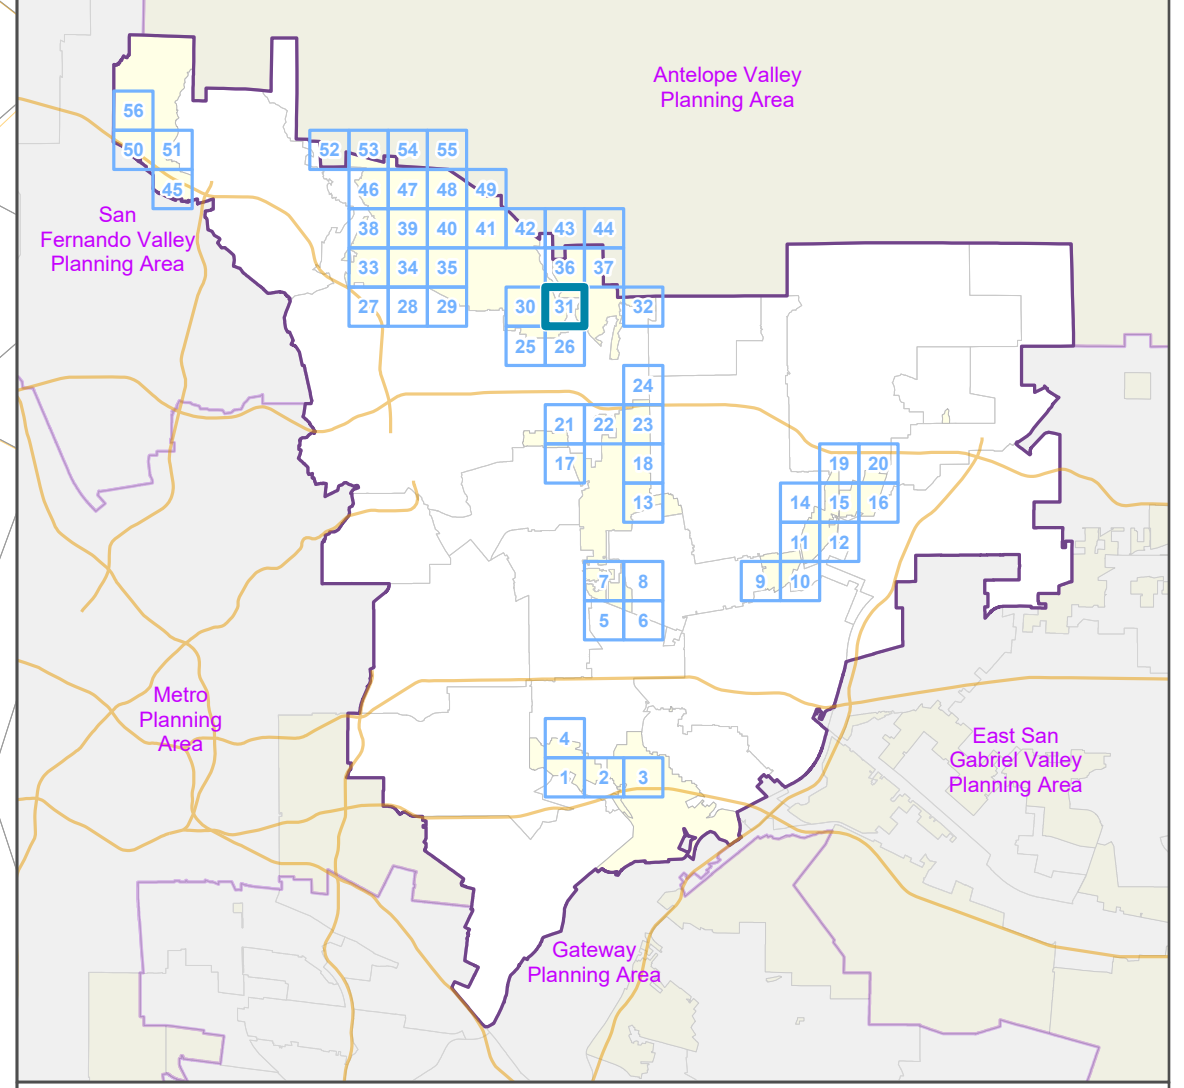 Antelope Valley
Planning Area
56
50 51
52 53 54 55
45
46 47 48 49
San
Fernando Valley
Planning Area
38 39 40 41 42 43 44
33 34 35 36 37
27 28 29 30 31 32
25 26
24
21 22 23
17 18
19 20
13
14 15 16
11 12
7 8
9 10
5 6
Metro
Planning
Area
4
East San
Gabriel Valley
Planning Area
1 2 3
Gateway
Planning Area